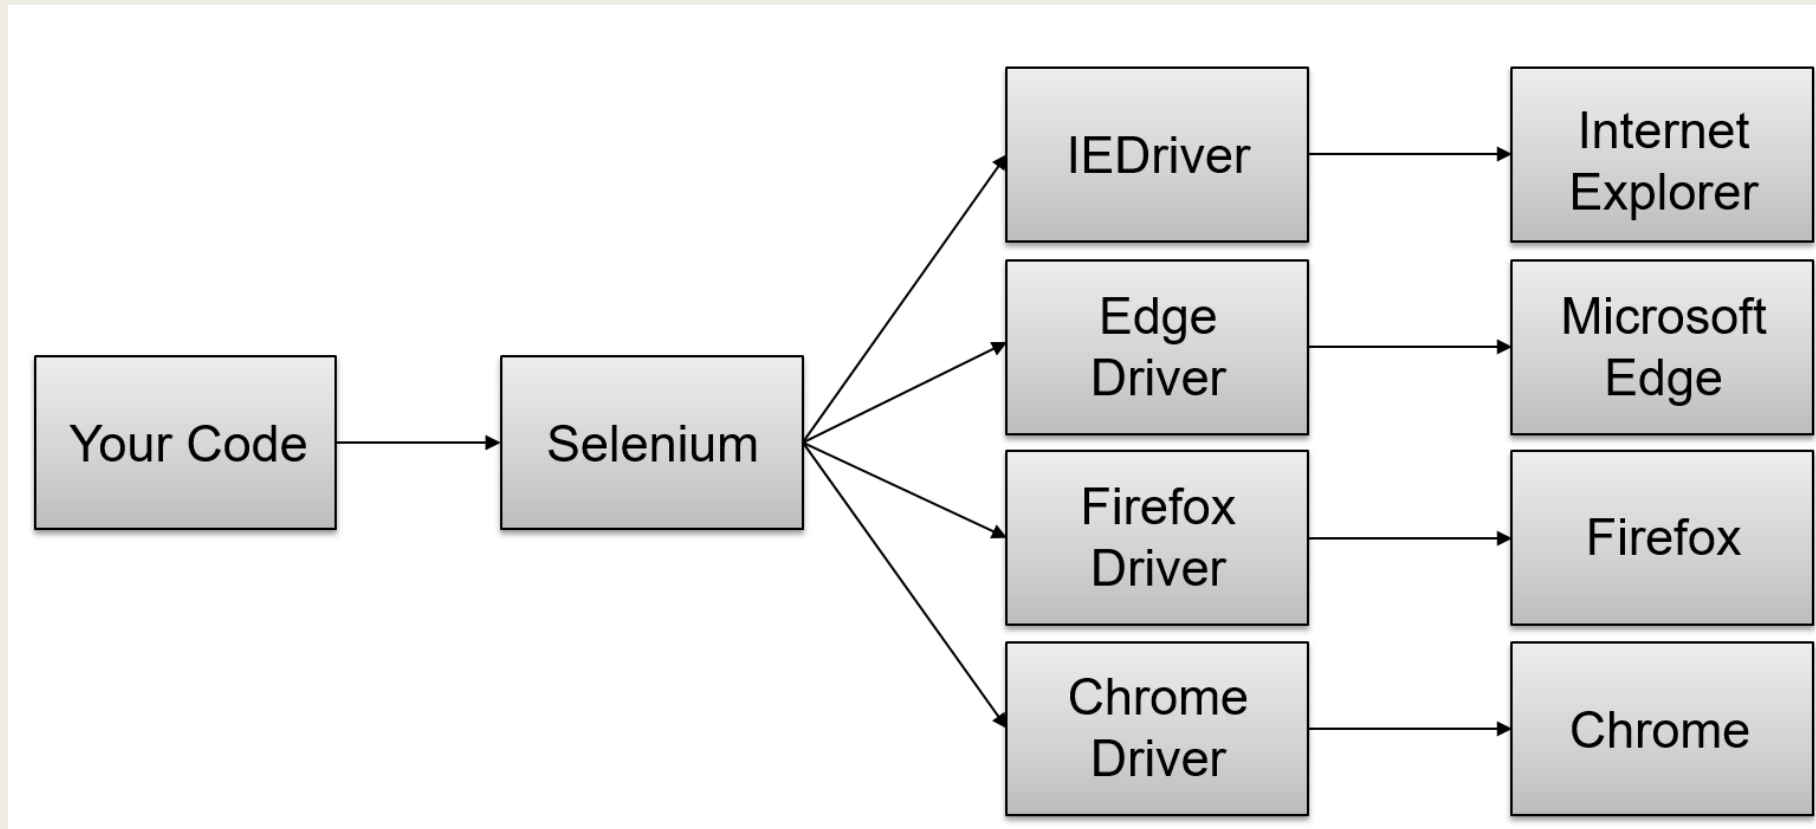 Your Code
Selenium
IEDriver
Internet
Explorer
Edge
Driver
Microsoft
Edge
Firefox
Driver
Firefox
Chrome
Driver
Chrome